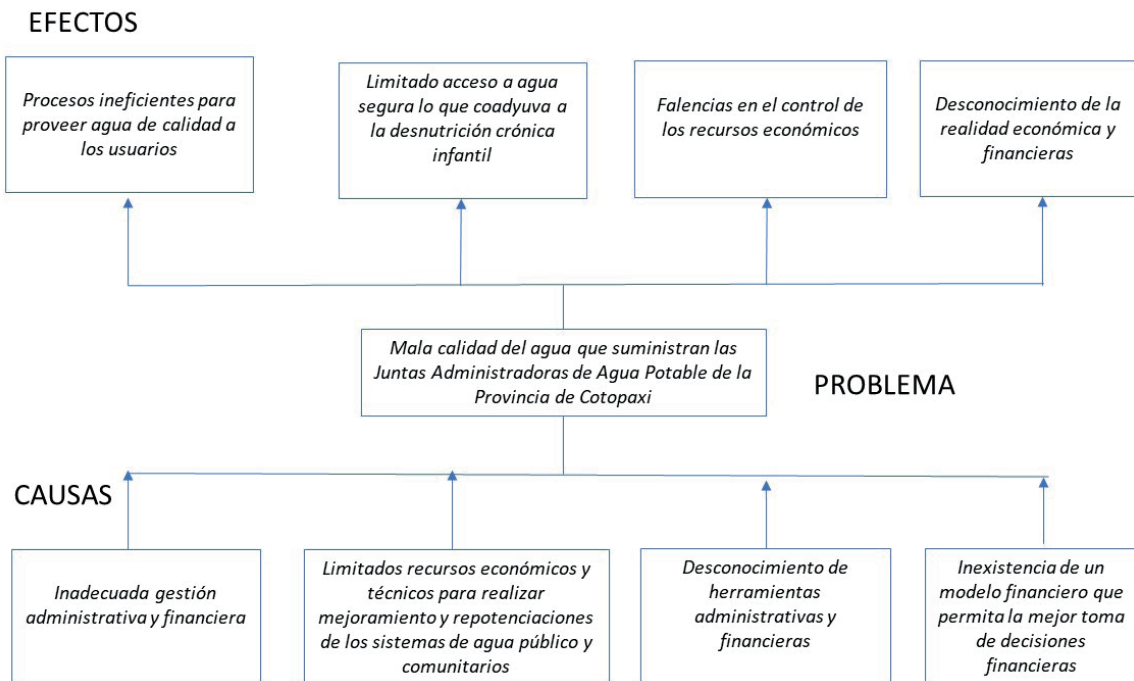 EFECTOS
Procesos ineficientes para
proveer agua de calidad a
los usuarios
Limitado acceso a agua
segura lo que coadyuva a
la desnutrición crónica
infantil
Falencias en el control de
los recursos económicos
Desconocimiento de la
realidad económica y
financieras
Mala calidad del agua que suministran las
Juntas Administradoras de Agua Potable de la
Provincia de Cotopaxi
PROBLEMA
CAUSAS
Inadecuada gestión
administrativa y financiera
Limitados recursos económicos y
técnicos para realizar
mejoramiento y repotenciaciones
de los sistemas de agua público y
comunitarios
Desconocimiento de
herramientas
administrativas y
financieras
Inexistencia de un
modelo financiero que
permita la mejor toma
de decisiones
financieras